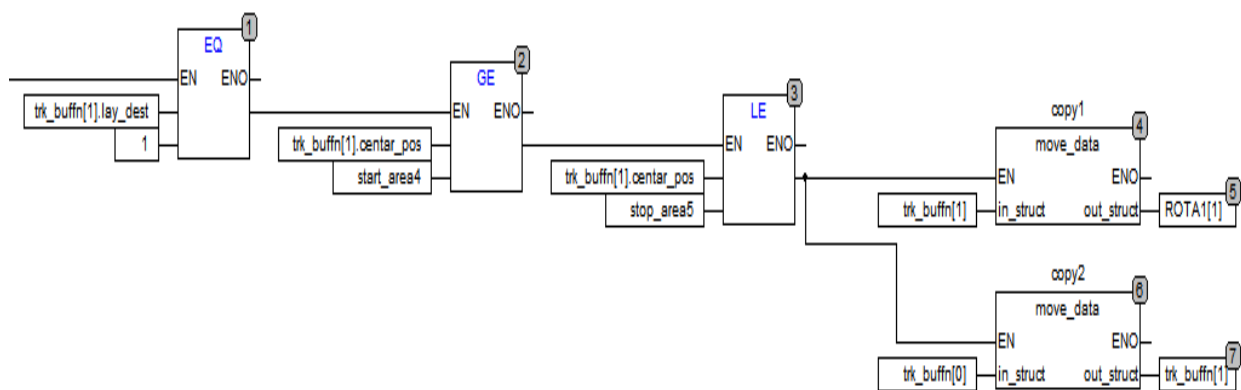 1
EQ
EN ENO
trk_buffn[1].lay_dest
1
2
GE
EN ENO
trk_buffn[1].centar_pos
start_area4
3
LE
EN ENO
trk_buffn[1].centar_pos
stop_area5
copy1
4
move_data
EN ENO
trk_buffn[1] in_struct out_struct ROTA1[1]
5
copy2
6
move_data
EN ENO
trk_buffn[0] in_struct out_struct trk_buffn[1]
7